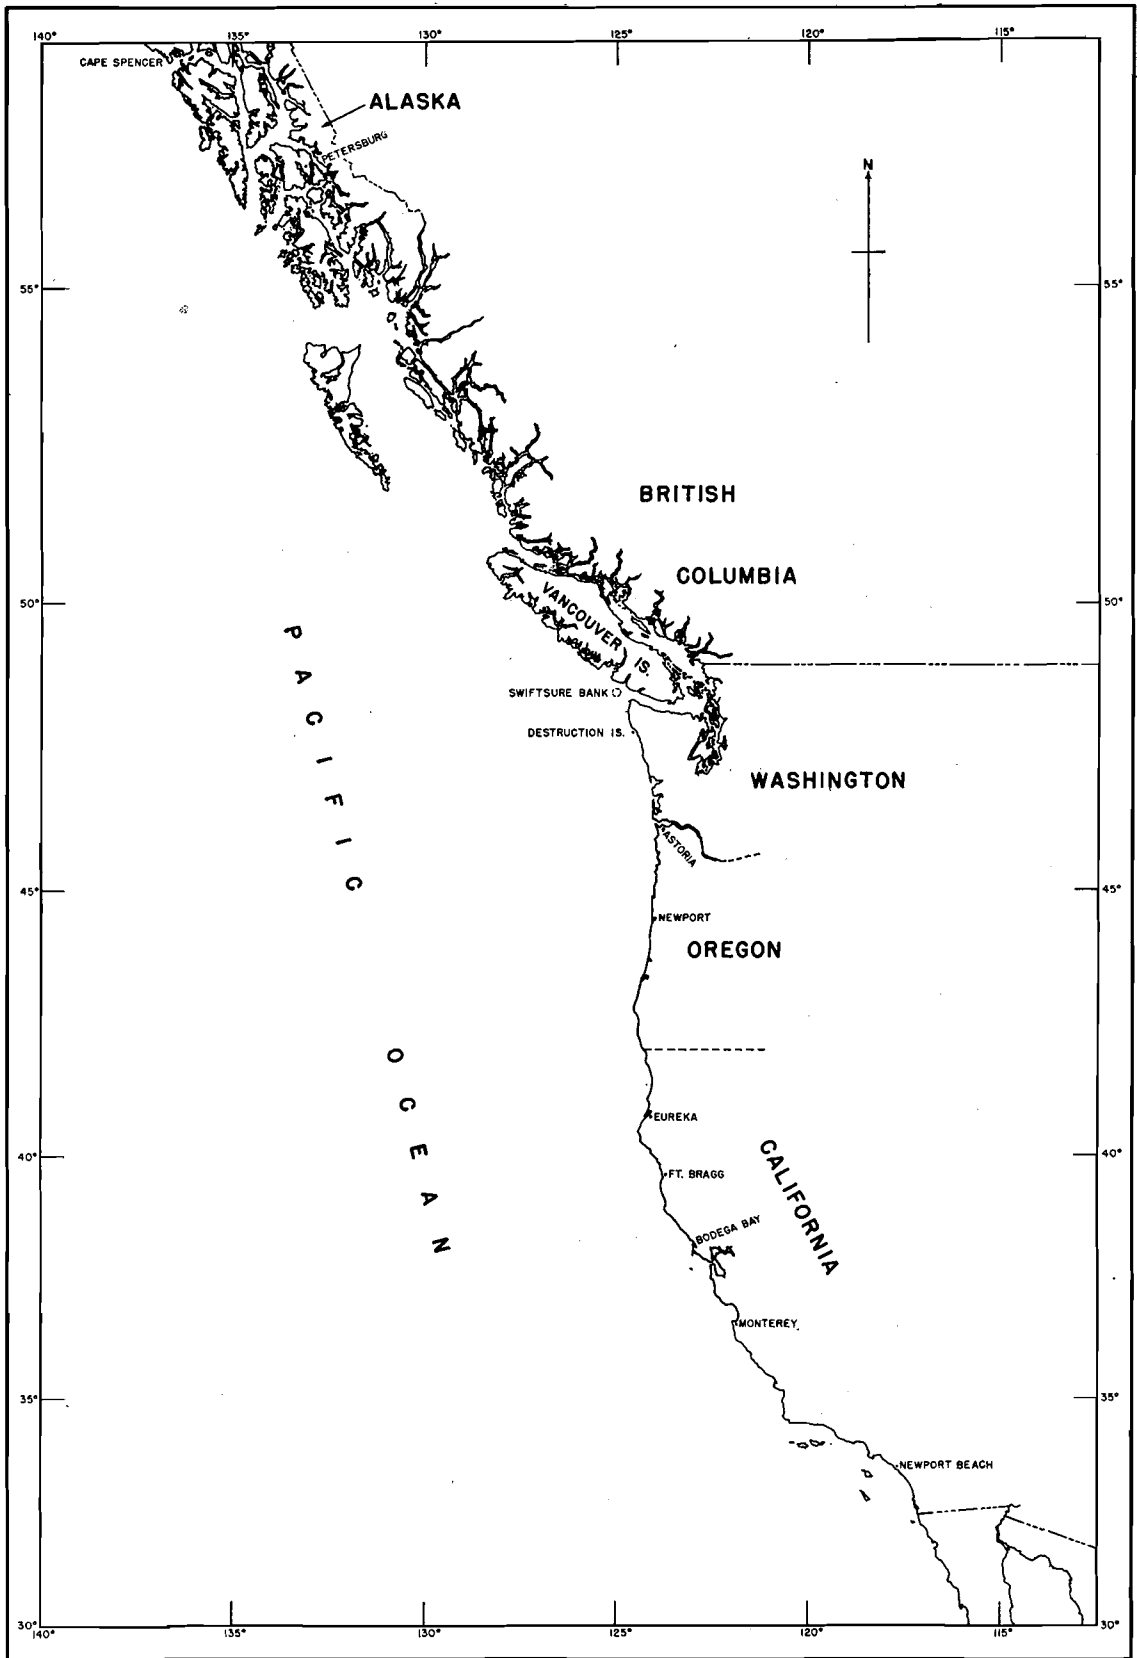 140° 135° 130° 125° 120° 115°
CAPE SPENCER
ALASKA
PETERSBURG
N
55° 55°
BRITISH
COLUMBIA
50° 50°
VANCOUVER IS.
PACIFIC
SWIFTSURE BANK
DESTRUCTION IS.
WASHINGTON
ASTORIA
45° 45°
NEWPORT
OREGON
OCEAN
EUREKA
40° 40°
FT. BRAGG
CALIFORNIA
BODEGA BAY
MONTEREY
35° 35°
NEWPORT BEACH
30° 30°
140° 135° 130° 125° 120° 115°